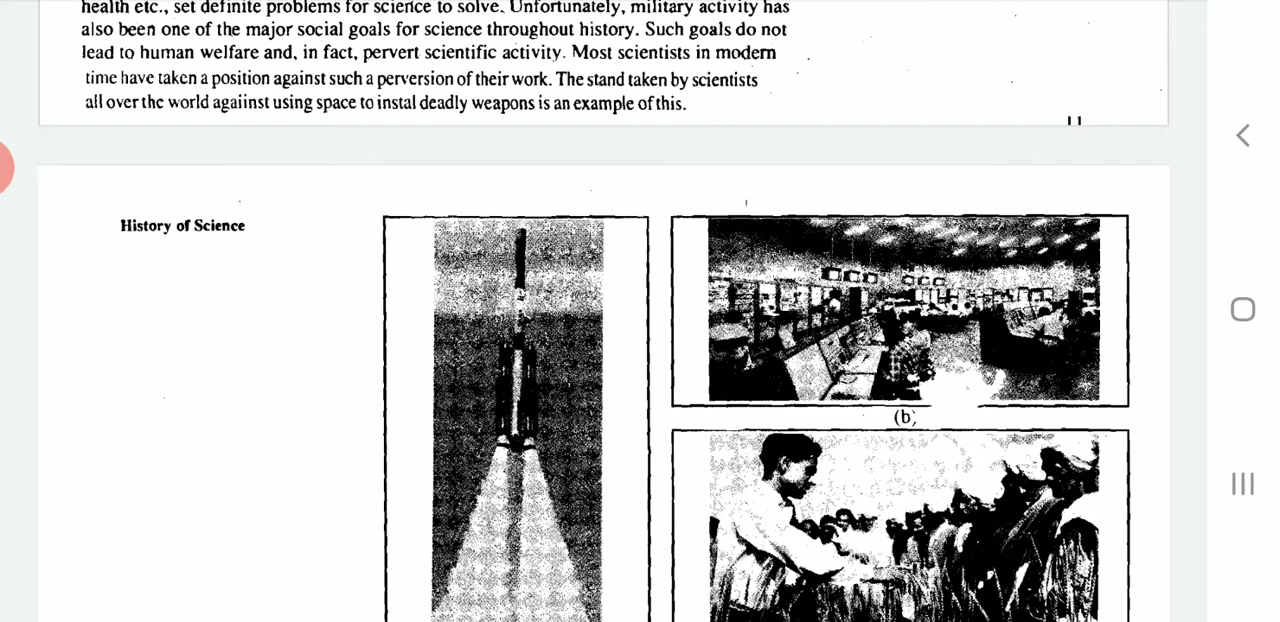 health etc., set definite problems for science to solve. Unfortunately, military activity has
also been one of the major social goals for science throughout history. Such goals do not
lead to human welfare and, in fact, pervert scientific activity. Most scientists in modern
time have taken a position against such a perversion of their work. The stand taken by scientists
all over the world agaiinst using space to instal deadly weapons is an example of this.
11
History of Science
(b)